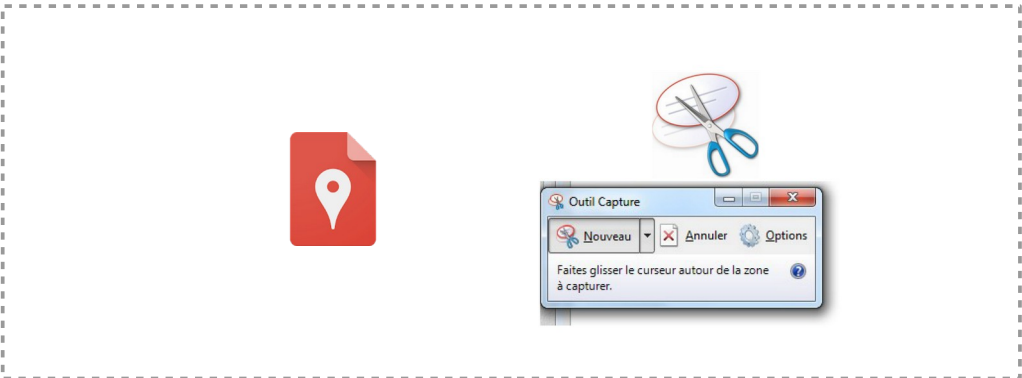 Outil Capture
Nouveau Annuler Options
Faites glisser le curseur autour de la zone
à capturer.